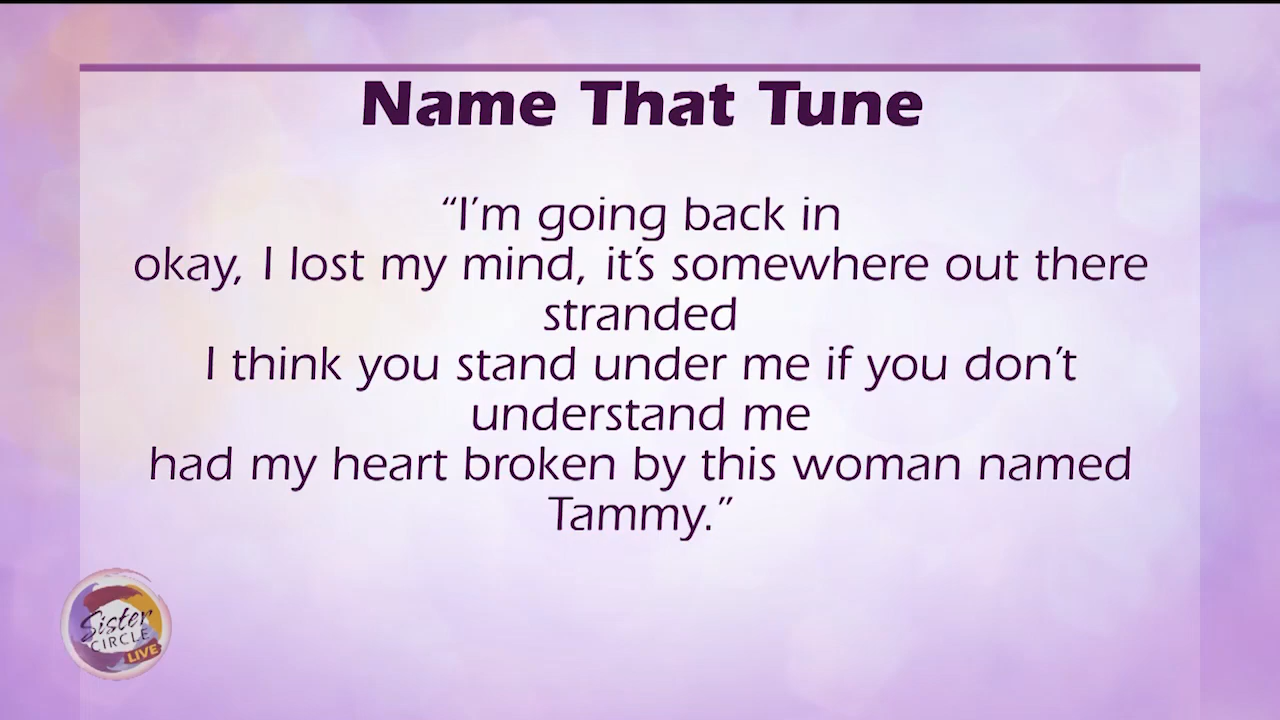 Name That Tune
“I’m going back in
okay, I lost my mind, it’s somewhere out there
stranded
I think you stand under me if you don’t
understand me
had my heart broken by this woman named
Tammy.”
Sister
CIRCLE
LIVE